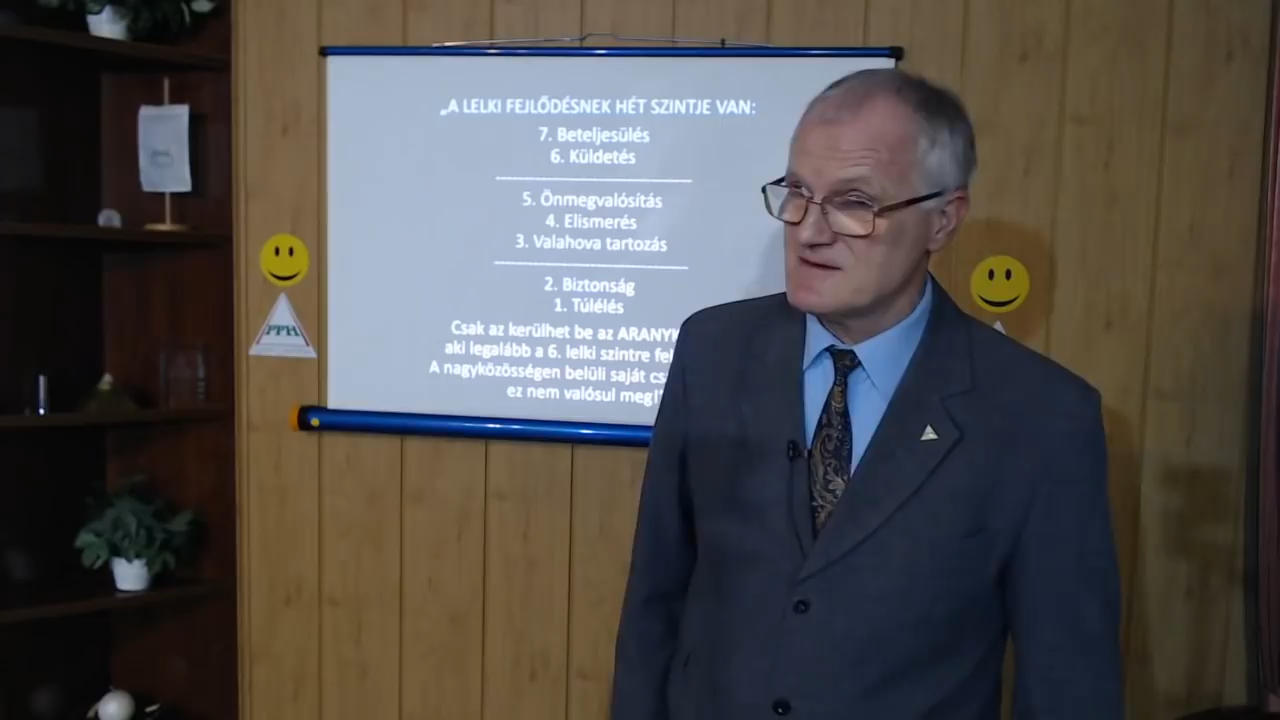 „A LELKI FEJLŐDÉSNEK HÉT SZINTJE VAN:
7. Beteljesülés
6. Küldetés
5. Önmegvalósítás
4. Elismerés
3. Valahova tartozás
2. Biztonság
1. Túlélés
Csak az kerülhet be az
aki legalább a 6. lelki szintre
A nagyközösségen belüli saját
ez nem valósul meg!"
PPH